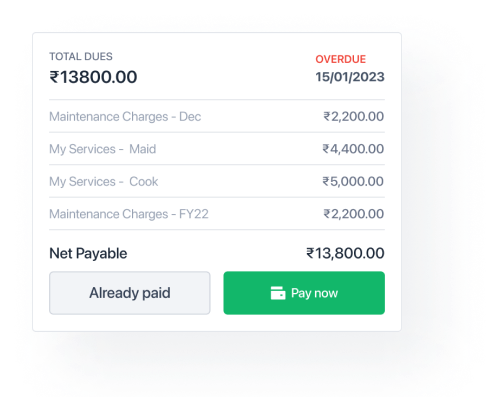 TOTAL DUES
₹13800.00
OVERDUE
15/01/2023
Maintenance Charges - Dec ₹2,200.00
My Services - Maid ₹4,400.00
My Services - Cook ₹5,000.00
Maintenance Charges - FY22 ₹2,200.00
Net Payable ₹13,800.00
Already paid Pay now